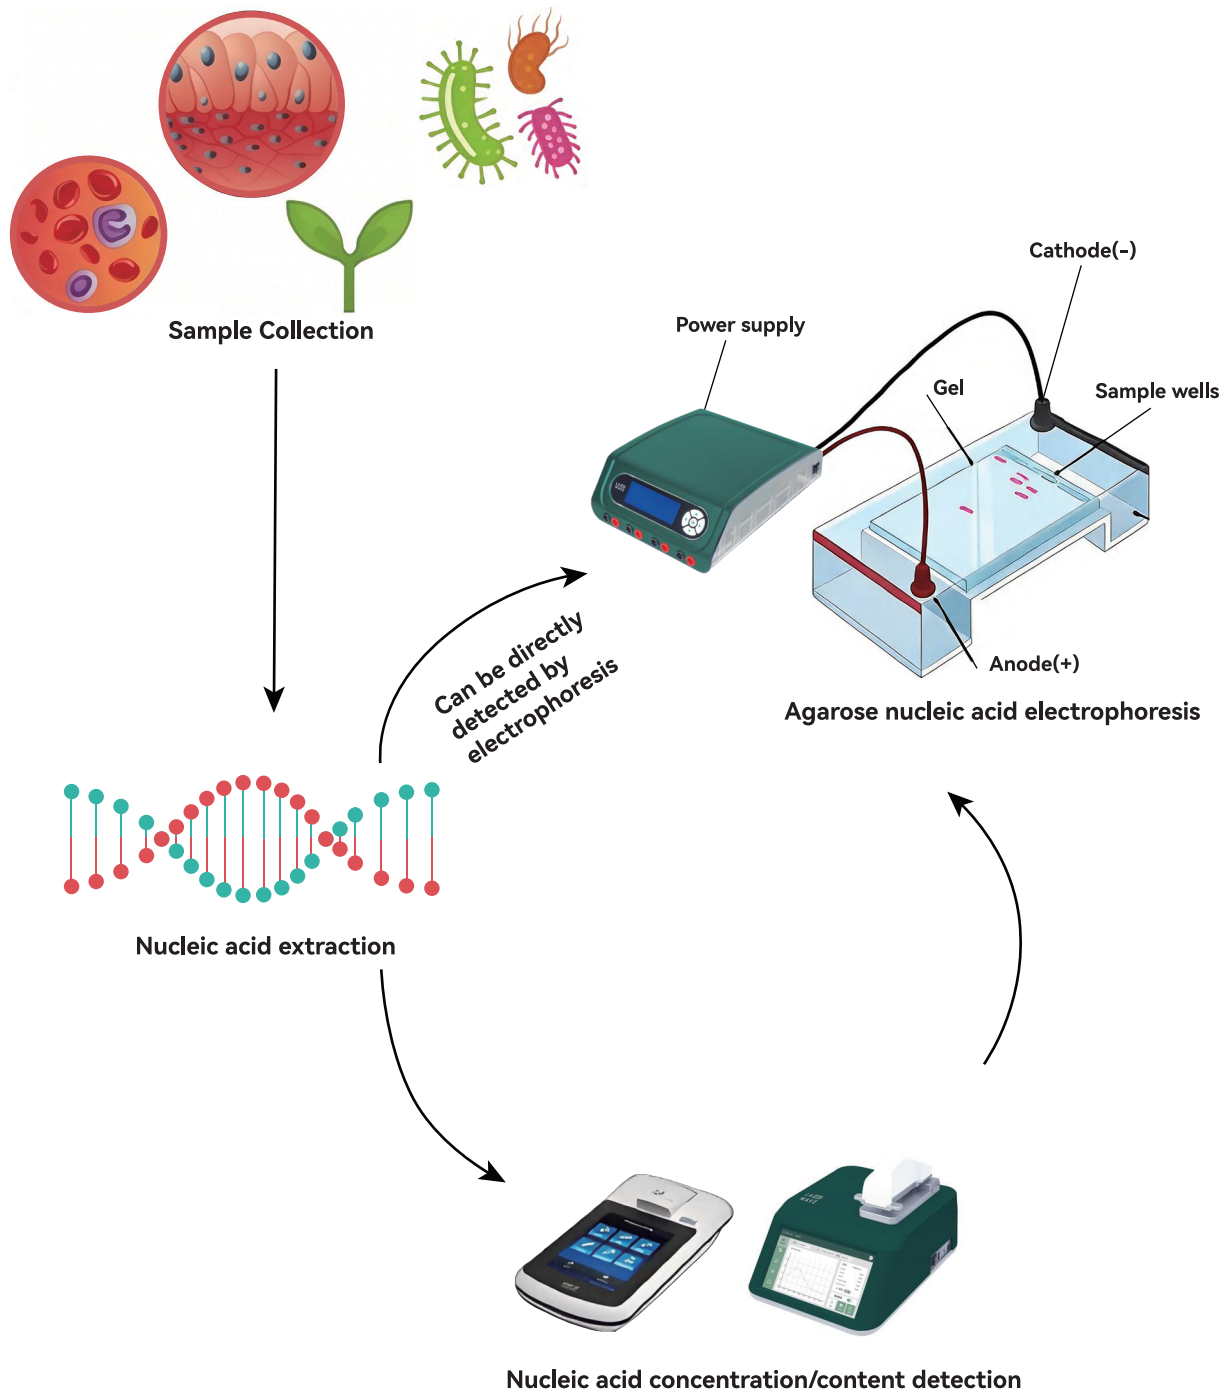 Sample Collection
Cathode(-)
Power supply
Gel
Sample wells
Anode(+)
Agarose nucleic acid electrophoresis
Can be directly
detected by
electrophoresis
Nucleic acid extraction
Nucleic acid concentration/content detection